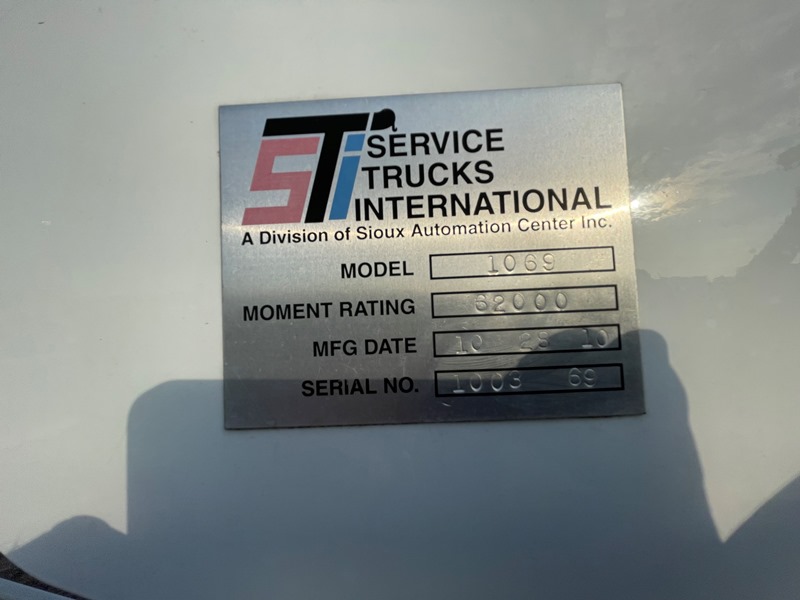 STi SERVICE
TRUCKS
INTERNATIONAL
A Division of Sioux Automation Center Inc.
MODEL 1069
MOMENT RATING 62000
MFG DATE 10 28 10
SERIAL NO. 1003 69